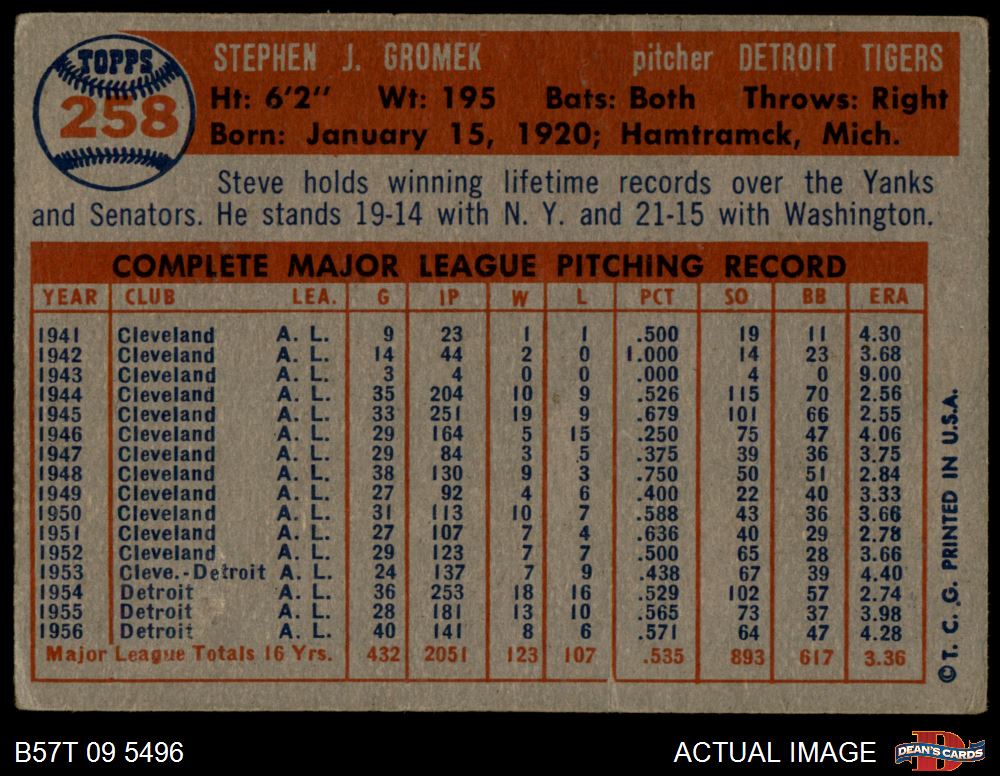 TOPPS
258
STEPHEN J. GROMEK pitcher DETROIT TIGERS
Ht: 6'2" Wt: 195 Bats: Both Throws: Right
Born: January 15, 1920; Hamtramck, Mich.
Steve holds winning lifetime records over the Yanks
and Senators. He stands 19-14 with N. Y. and 21-15 with Washington.
COMPLETE MAJOR LEAGUE PITCHING RECORD
YEAR CLUB LEA. G IP W L PCT SO BB ERA
1941 Cleveland A. L. 9 23 1 1 .500 19 11 4.30
1942 Cleveland A. L. 14 44 2 0 1.000 14 23 3.68
1943 Cleveland A. L. 3 4 0 0 .000 4 0 9.00
1944 Cleveland A. L. 35 204 10 9 .526 115 70 2.56
1945 Cleveland A. L. 33 251 19 9 .679 101 66 2.55
1946 Cleveland A. L. 29 164 5 15 .250 75 47 4.06
1947 Cleveland A. L. 29 84 3 5 .375 39 36 3.75
1948 Cleveland A. L. 38 130 9 3 .750 50 51 2.84
1949 Cleveland A. L. 27 92 4 6 .400 22 40 3.33
1950 Cleveland A. L. 31 113 10 7 .588 43 36 3.66
1951 Cleveland A. L. 27 107 7 4 .636 40 29 2.78
1952 Cleveland A. L. 29 123 7 7 .500 65 28 3.66
1953 Cleve.-Detroit A. L. 24 137 7 9 .438 67 39 4.40
1954 Detroit A. L. 36 253 18 16 .529 102 57 2.74
1955 Detroit A. L. 28 181 13 10 .565 73 37 3.98
1956 Detroit A. L. 40 141 8 6 .571 64 47 4.28
Major League Totals 16 Yrs. 432 2051 123 107 .535 893 617 3.36
© T. C. G. PRINTED IN U.S.A.
B57T 09 5496
ACTUAL IMAGE
D
DEAN'S CARDS